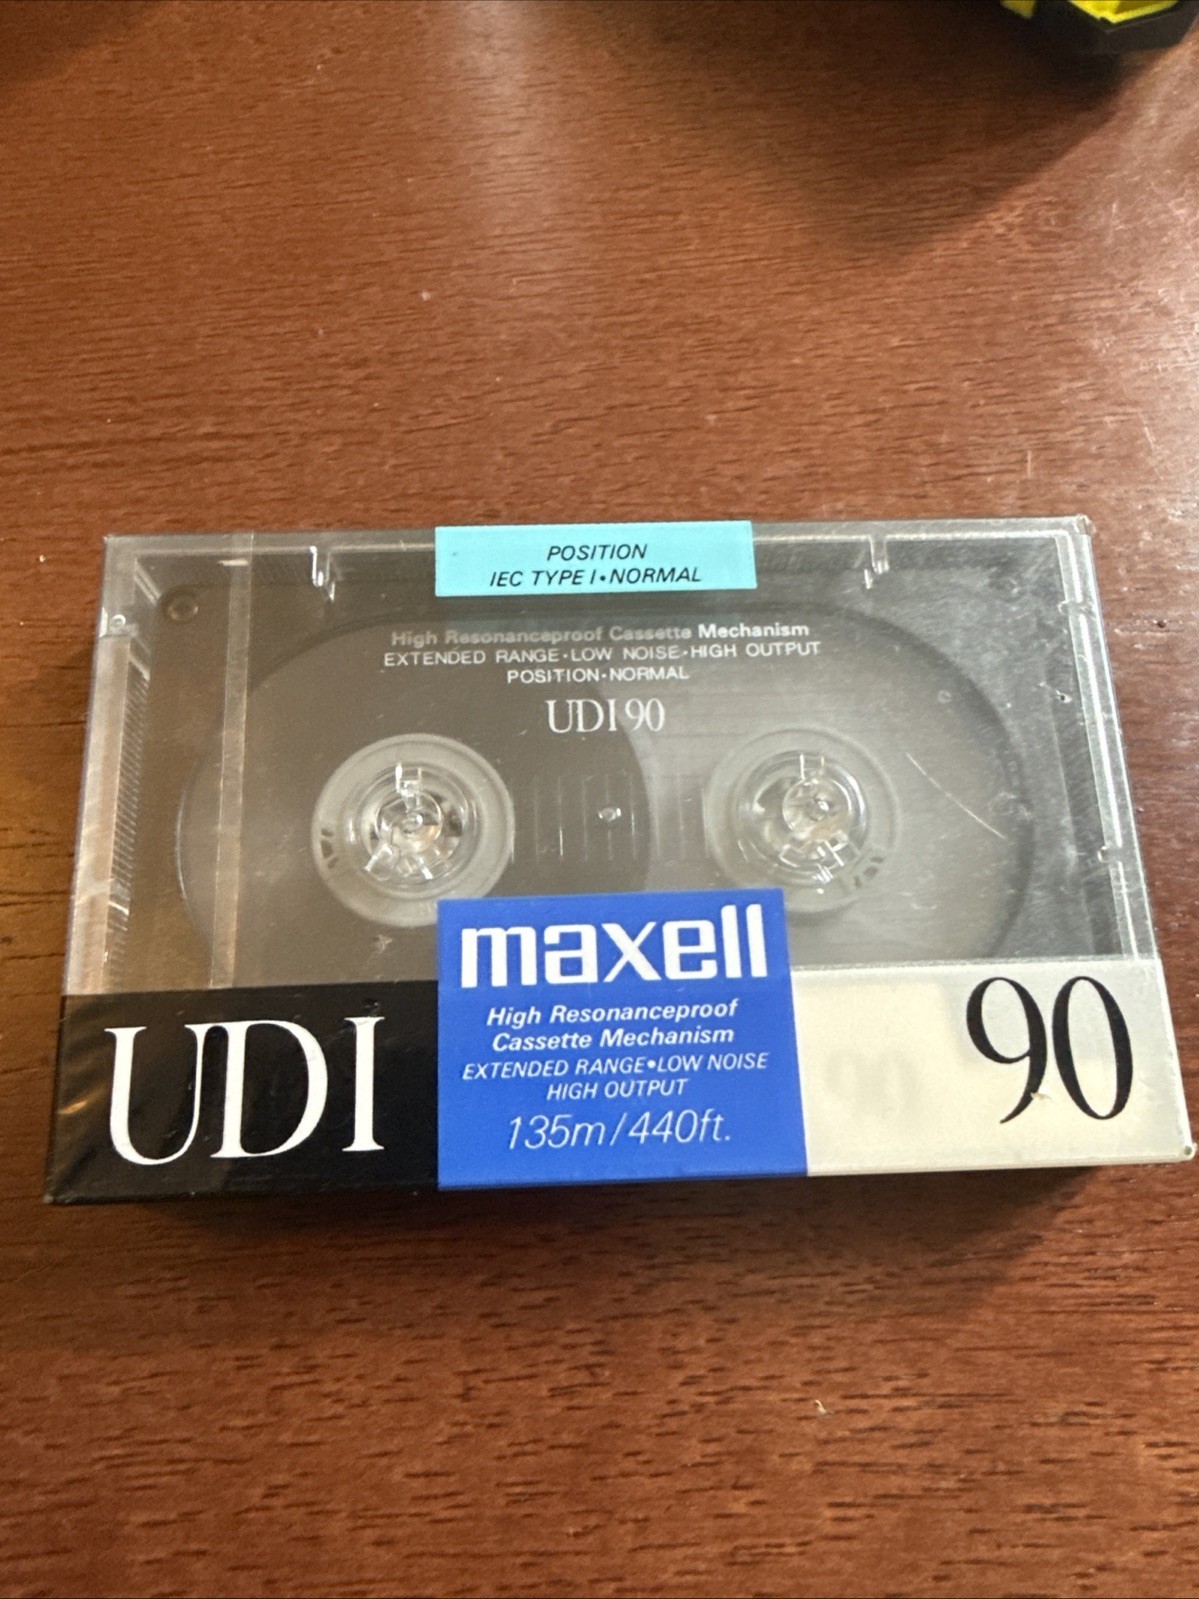 POSITION
IEC TYPE I•NORMAL
High Resonanceproof Cassette Mechanism
EXTENDED RANGE•LOW NOISE•HIGH OUTPUT
POSITION•NORMAL
UDI 90
maxell
High Resonanceproof
Cassette Mechanism
EXTENDED RANGE•LOW NOISE
HIGH OUTPUT
135m/440ft.
UDI
90